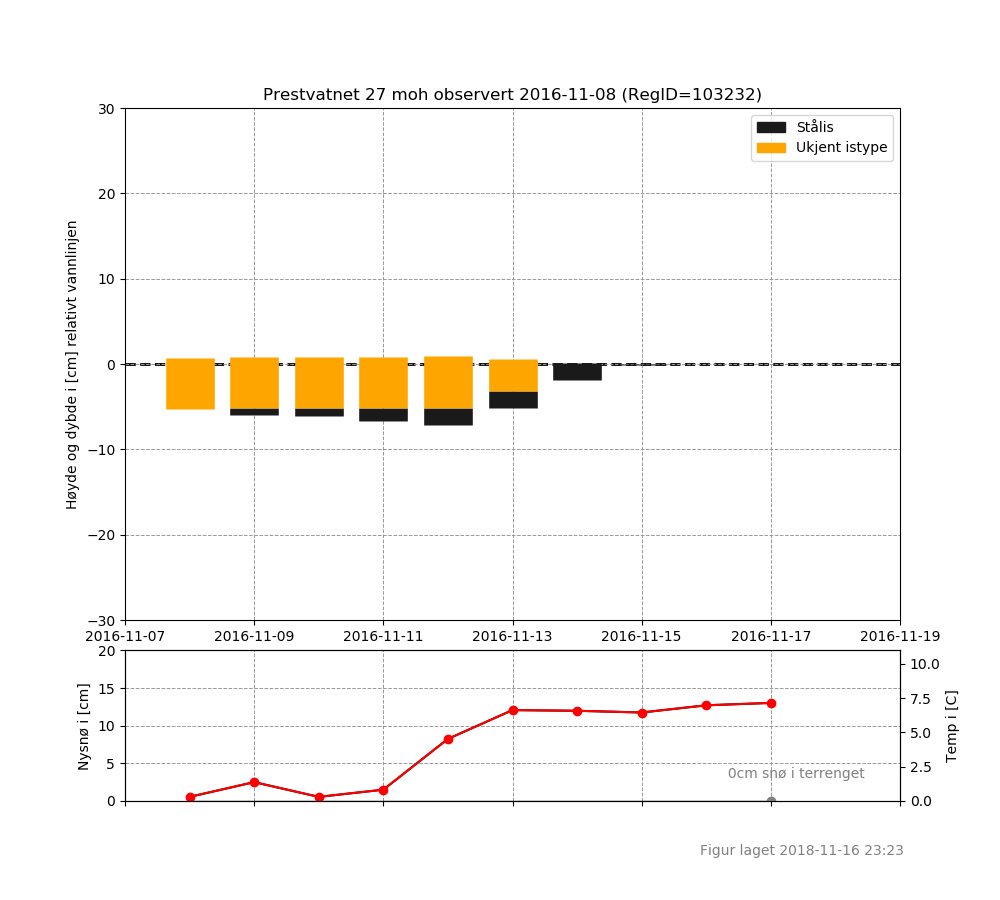 Prestvatnet 27 moh observert 2016-11-08 (RegID=103232)
Stålis
Ukjent istype
Høyde og dybde i [cm] relativt vannlinjen
30
20
10
0
−10
−20
−30
2016-11-07 2016-11-09 2016-11-11 2016-11-13 2016-11-15 2016-11-17 2016-11-19
Nysnø i [cm]
20
15
10
5
0
10.0
7.5
5.0
2.5
0.0
Temp i [C]
0cm snø i terrenget
Figur laget 2018-11-16 23:23